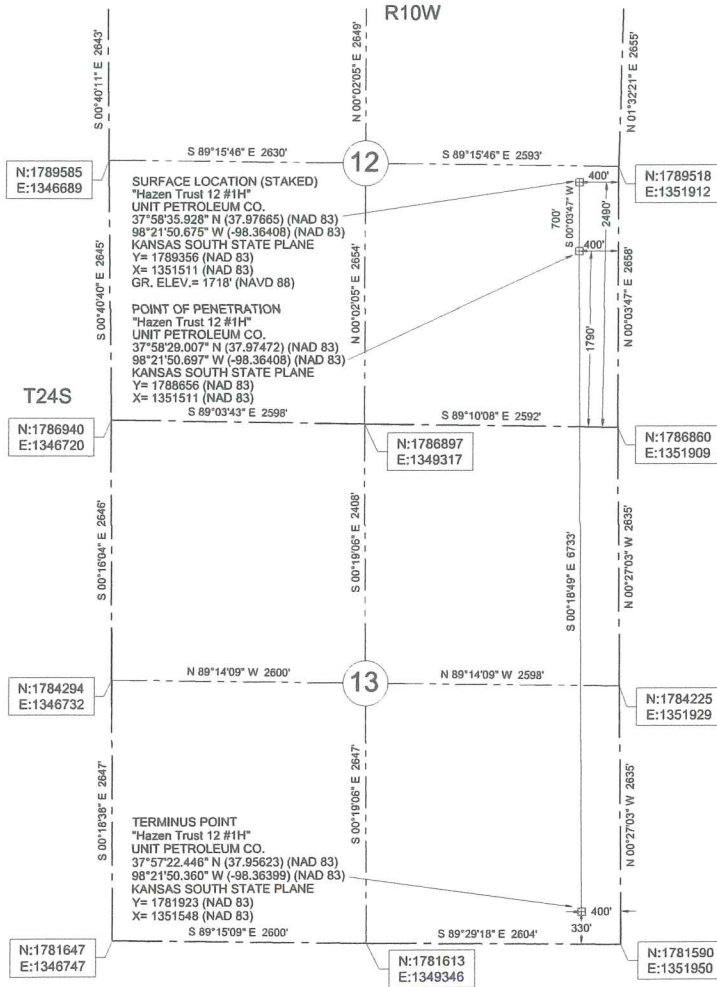 R10W
S 00°40'11" E 2643'
N 00°02'05" E 2649'
N 01°32'21" E 2655'
S 89°15'46" E 2630'
12
S 89°15'46" E 2593'
N:1789585
E:1346689
N:1789518
E:1351912
SURFACE LOCATION (STAKED)
"Hazen Trust 12 #1H"
UNIT PETROLEUM CO.
37°58'35.928" N (37.97665) (NAD 83)
98°21'50.675" W (-98.36408) (NAD 83)
KANSAS SOUTH STATE PLANE
Y= 1789356 (NAD 83)
X= 1351511 (NAD 83)
GR. ELEV.= 1718' (NAVD 88)
400'
700'
S 00°03'47" W
2490'
400'
1790'
S 00°40'40" E 2645'
N 00°02'05" E 2654'
N 00°03'47" E 2658'
POINT OF PENETRATION
"Hazen Trust 12 #1H"
UNIT PETROLEUM CO.
37°58'29.007" N (37.97472) (NAD 83)
98°21'50.697" W (-98.36408) (NAD 83)
KANSAS SOUTH STATE PLANE
Y= 1788656 (NAD 83)
X= 1351511 (NAD 83)
T24S
S 89°03'43" E 2598'
S 89°10'08" E 2592'
N:1786940
E:1346720
N:1786897
E:1349317
N:1786860
E:1351909
S 00°16'04" E 2646'
S 00°19'06" E 2408'
S 00°18'49" E 6733'
N 00°27'03" W 2635'
N 89°14'09" W 2600'
13
N 89°14'09" W 2598'
N:1784294
E:1346732
N:1784225
E:1351929
S 00°18'38" E 2647'
S 00°19'06" E 2647'
N 00°27'03" W 2635'
TERMINUS POINT
"Hazen Trust 12 #1H"
UNIT PETROLEUM CO.
37°57'22.446" N (37.95623) (NAD 83)
98°21'50.360" W (-98.36399) (NAD 83)
KANSAS SOUTH STATE PLANE
Y= 1781923 (NAD 83)
X= 1351548 (NAD 83)
400'
330'
S 89°15'09" E 2600'
S 89°29'18" E 2604'
N:1781647
E:1346747
N:1781613
E:1349346
N:1781590
E:1351950